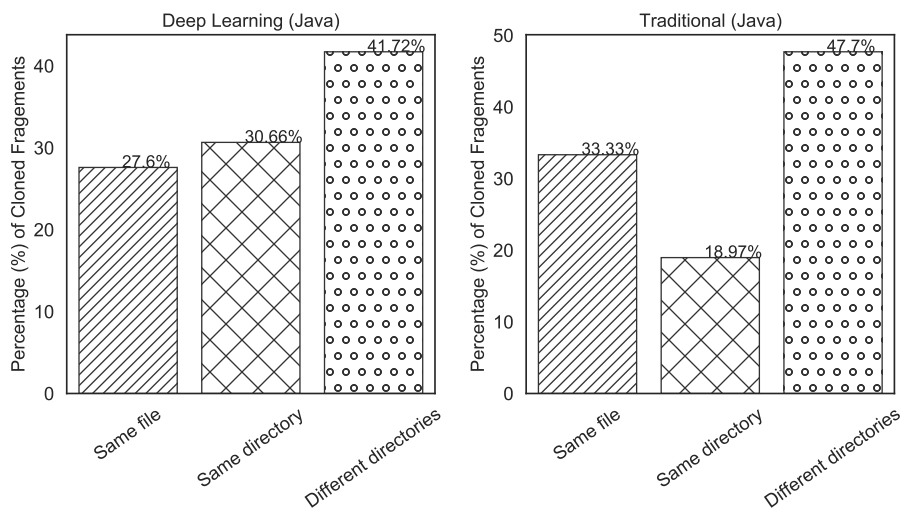 Deep Learning (Java)
Percentage (%) of Cloned Fragements
40
30
20
10
0
27.6%
30.66%
41.72%
Same file
Same directory
Different directories
Traditional (Java)
Percentage (%) of Cloned Fragements
50
40
30
20
10
0
33.33%
18.97%
47.7%
Same file
Same directory
Different directories